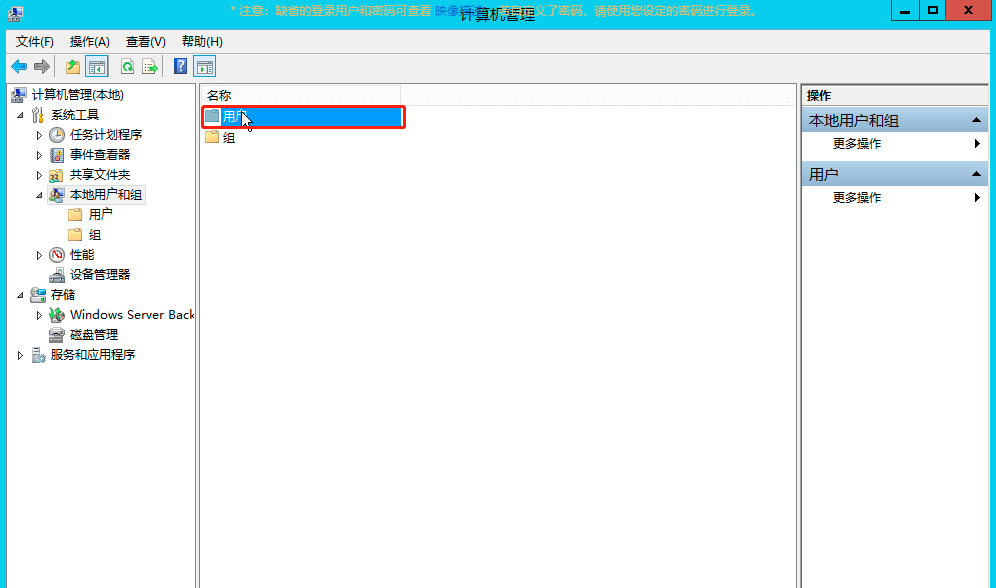 * 注意：缺省的登录用户和密码可查看 映像 定义了密码，请使用您设定的密码进行登录。
计算机管理
文件(F) 操作(A) 查看(V) 帮助(H)
计算机管理(本地)
系统工具
任务计划程序
事件查看器
共享文件夹
本地用户和组
用户
组
性能
设备管理器
存储
Windows Server Back
磁盘管理
服务和应用程序
名称
用户
组
操作
本地用户和组
更多操作
用户
更多操作